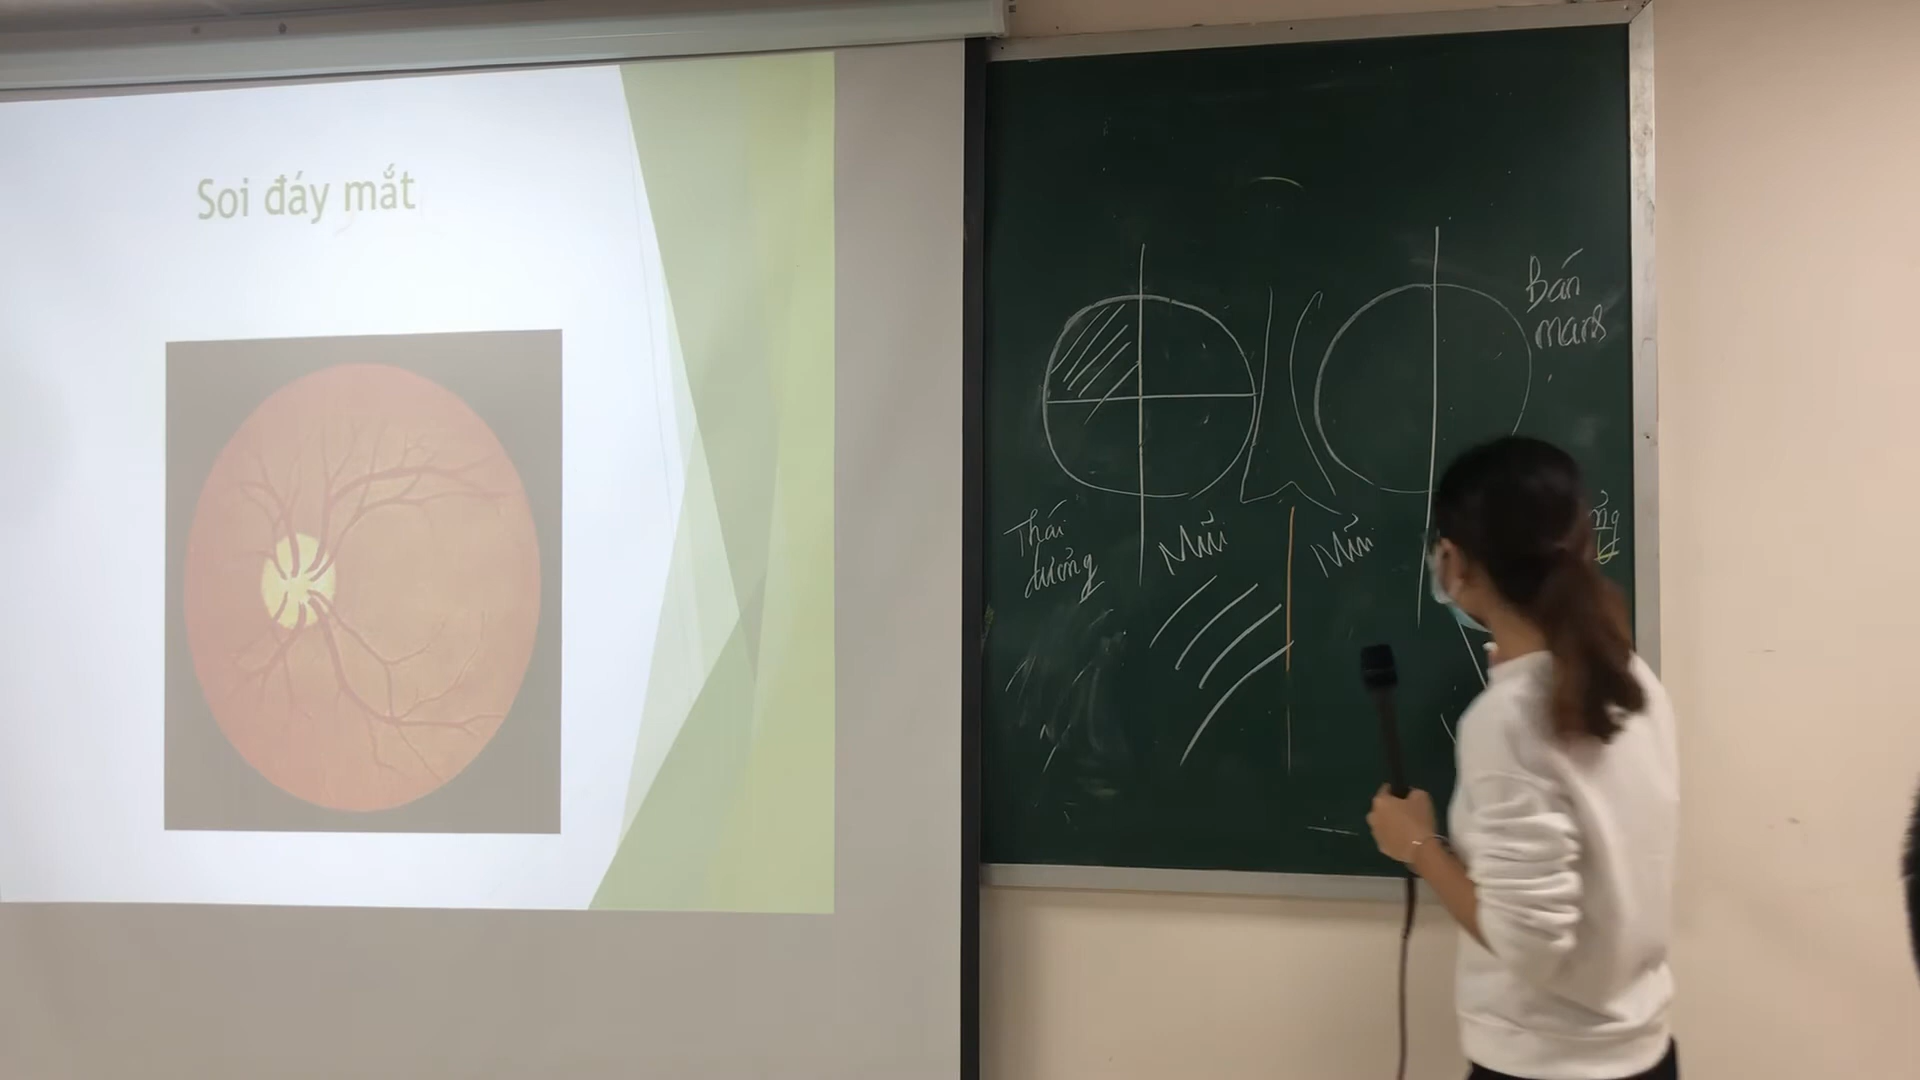 Soi đáy mắt
Bán
manh
Thái
dương
Mũi
Mũi